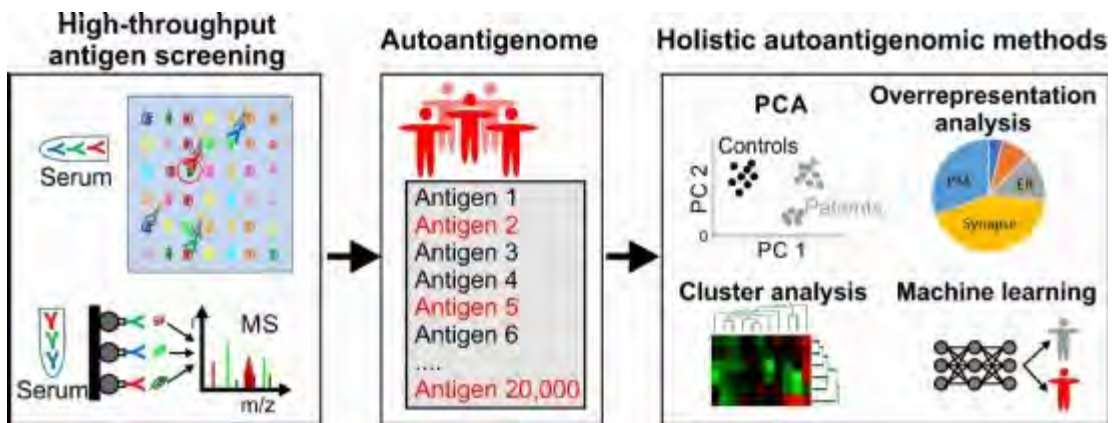 High-throughput
antigen screening
Serum
Serum
MS
m/z
Autoantigenome
Antigen 1
Antigen 2
Antigen 3
Antigen 4
Antigen 5
Antigen 6
....
Antigen 20,000
Holistic autoantigenomic methods
PCA
Controls
Patients
PC 2
0
PC 1
Overrepresentation
analysis
ER
Synapse
Cluster analysis
Machine learning